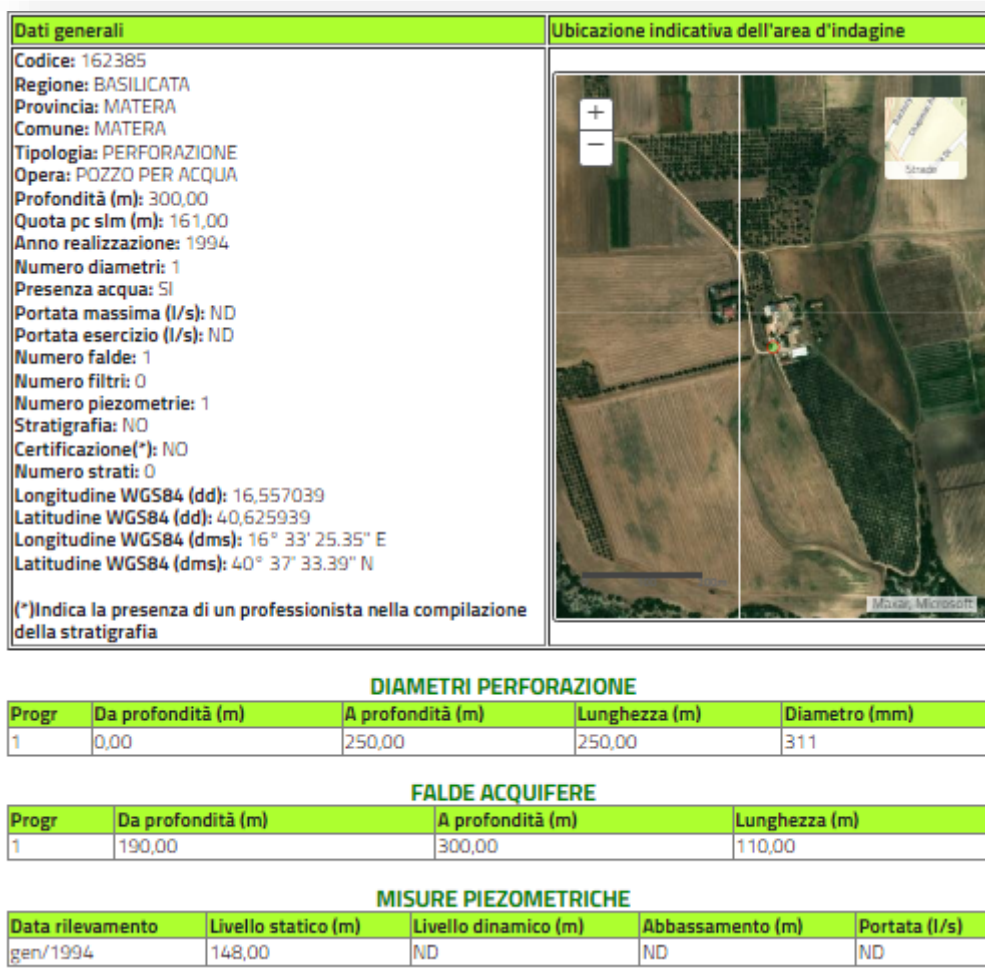 Dati generali
Ubicazione indicativa dell'area d'indagine
Codice: 162385
Regione: BASILICATA
Provincia: MATERA
Comune: MATERA
Tipologia: PERFORAZIONE
Opera: POZZO PER ACQUA
Profondità (m): 300,00
Quota pc slm (m): 161,00
Anno realizzazione: 1994
Numero diametri: 1
Presenza acqua: SI
Portata massima (l/s): ND
Portata esercizio (l/s): ND
Numero falde: 1
Numero filtri: 0
Numero piezometrie: 1
Stratigrafia: NO
Certificazione(*): NO
Numero strati: 0
Longitudine WGS84 (dd): 16,557039
Latitudine WGS84 (dd): 40,625939
Longitudine WGS84 (dms): 16° 33' 25.35" E
Latitudine WGS84 (dms): 40° 37' 33.39" N
(*)Indica la presenza di un professionista nella compilazione
della stratigrafia
+
−
Strade
Maxar, Microsoft
DIAMETRI PERFORAZIONE
Progr Da profondità (m) A profondità (m) Lunghezza (m) Diametro (mm)
1 0,00 250,00 250,00 311
FALDE ACQUIFERE
Progr Da profondità (m) A profondità (m) Lunghezza (m)
1 190,00 300,00 110,00
MISURE PIEZOMETRICHE
Data rilevamento Livello statico (m) Livello dinamico (m) Abbassamento (m) Portata (l/s)
gen/1994 148,00 ND ND ND